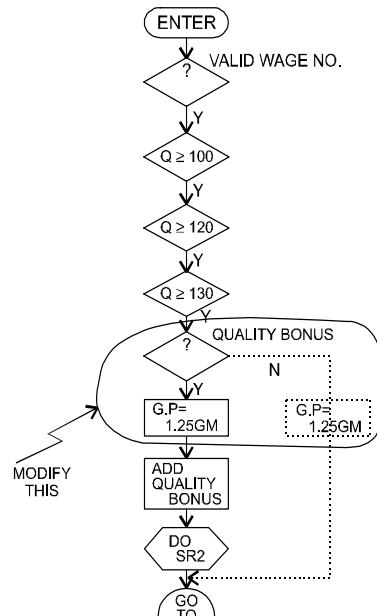 ENTER
?
VALID WAGE NO.
Y
Q ≥ 100
Y
Q ≥ 120
Y
Q ≥ 130
Y
QUALITY BONUS
?
N
Y
G.P=
1.25GM
G.P=
1.25GM
MODIFY
THIS
ADD
QUALITY
BONUS
DO
SR2
GO
TO